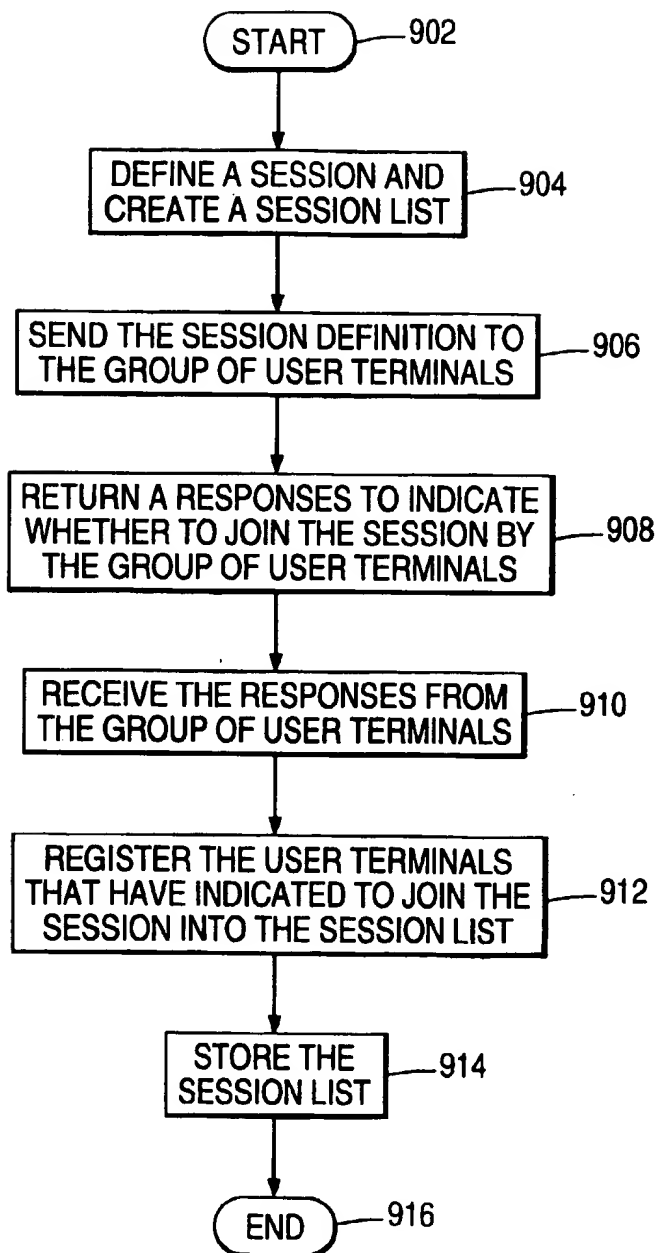 START
902
DEFINE A SESSION AND
CREATE A SESSION LIST
904
SEND THE SESSION DEFINITION TO
THE GROUP OF USER TERMINALS
906
RETURN A RESPONSES TO INDICATE
WHETHER TO JOIN THE SESSION BY
THE GROUP OF USER TERMINALS
908
RECEIVE THE RESPONSES FROM
THE GROUP OF USER TERMINALS
910
REGISTER THE USER TERMINALS
THAT HAVE INDICATED TO JOIN THE
SESSION INTO THE SESSION LIST
912
STORE THE
SESSION LIST
914
END
916